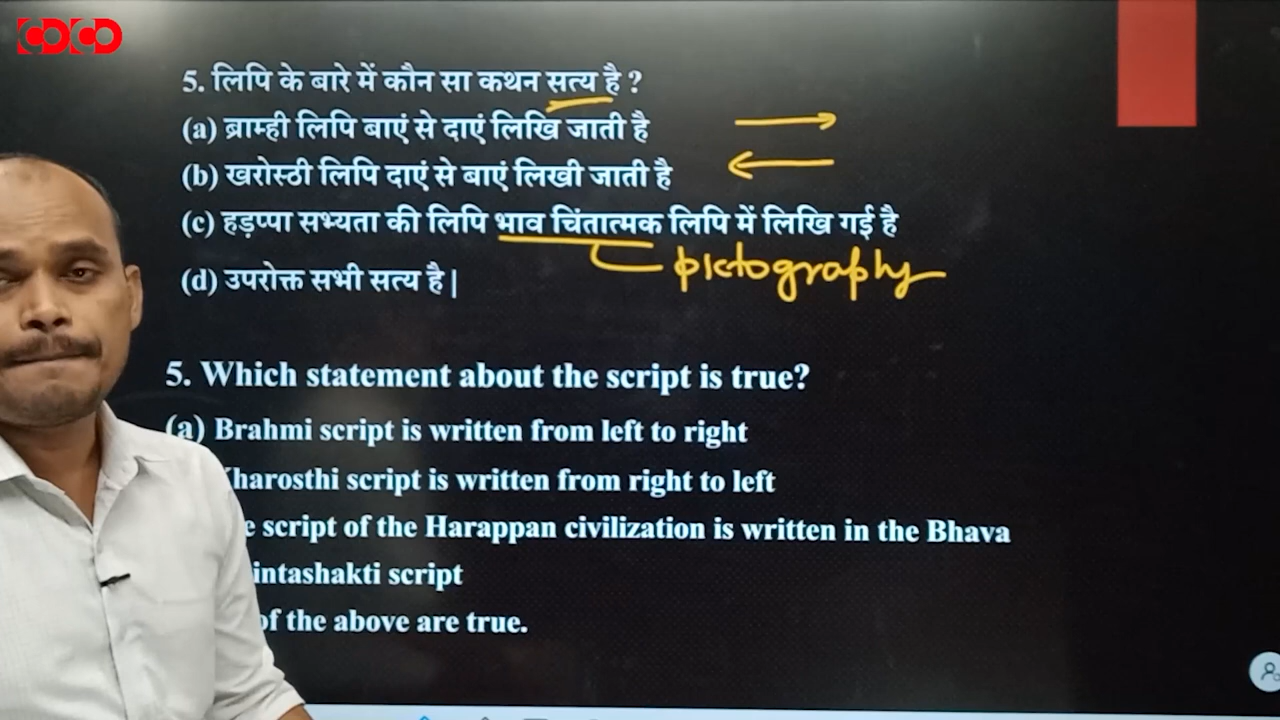 COCO
5. लिपि के बारे में कौन सा कथन सत्य है ?
(a) ब्राम्ही लिपि बाएं से दाएं लिखि जाती है
(b) खरोस्ठी लिपि दाएं से बाएं लिखी जाती है
(c) हड़प्पा सभ्यता की लिपि भाव चिंतात्मक लिपि में लिखि गई है
pictography
(d) उपरोक्त सभी सत्य है |
5. Which statement about the script is true?
(a) Brahmi script is written from left to right
harosthi script is written from right to left
e script of the Harappan civilization is written in the Bhava
intashakti script
of the above are true.